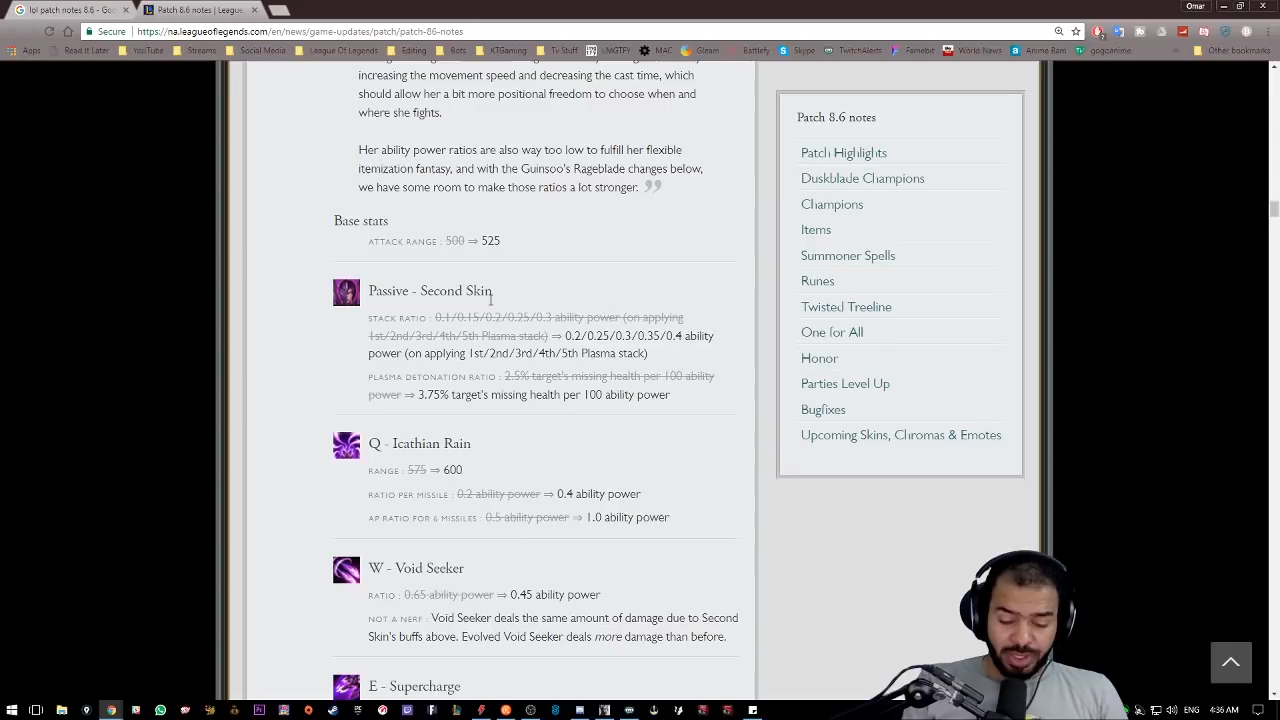 lol patch notes 8.6 - Goo
Patch 8.6 notes | League
Omar
Secure
https://na.leagueoflegends.com/en/news/game-updates/patch/patch-86-notes
Apps Read It Later YouTube Streams Social Media League Of Legends Editing Bots KTGaming Tv Stuff LMGTFY MAC Gleam Battlefy Skype TwitchAlerts Famebit World News Anime Bam gogoanime Other bookmarks
increasing the movement speed and decreasing the cast time, which
should allow her a bit more positional freedom to choose when and
where she fights.
Her ability power ratios are also way too low to fulfill her flexible
itemization fantasy, and with the Guinsoo's Rageblade changes below,
we have some room to make those ratios a lot stronger.
Base stats
ATTACK RANGE : 500 ⇒ 525
Passive - Second Skin
STACK RATIO : 0.1/0.15/0.2/0.25/0.3 ability power (on applying
1st/2nd/3rd/4th/5th Plasma stack) ⇒ 0.2/0.25/0.3/0.35/0.4 ability
power (on applying 1st/2nd/3rd/4th/5th Plasma stack)
PLASMA DETONATION RATIO : 2.5% target's missing health per 100 ability
power ⇒ 3.75% target's missing health per 100 ability power
Q - Icathian Rain
RANGE : 575 ⇒ 600
RATIO PER MISSILE : 0.2 ability power ⇒ 0.4 ability power
AP RATIO FOR 6 MISSILES : 0.5 ability power ⇒ 1.0 ability power
W - Void Seeker
RATIO : 0.65 ability power ⇒ 0.45 ability power
NOT A NERF : Void Seeker deals the same amount of damage due to Second
Skin's buffs above. Evolved Void Seeker deals more damage than before.
E - Supercharge
Patch 8.6 notes
Patch Highlights
Duskblade Champions
Champions
Items
Summoner Spells
Runes
Twisted Treeline
One for All
Honor
Parties Level Up
Bugfixes
Upcoming Skins, Chromas & Emotes
ENG 4:36 AM